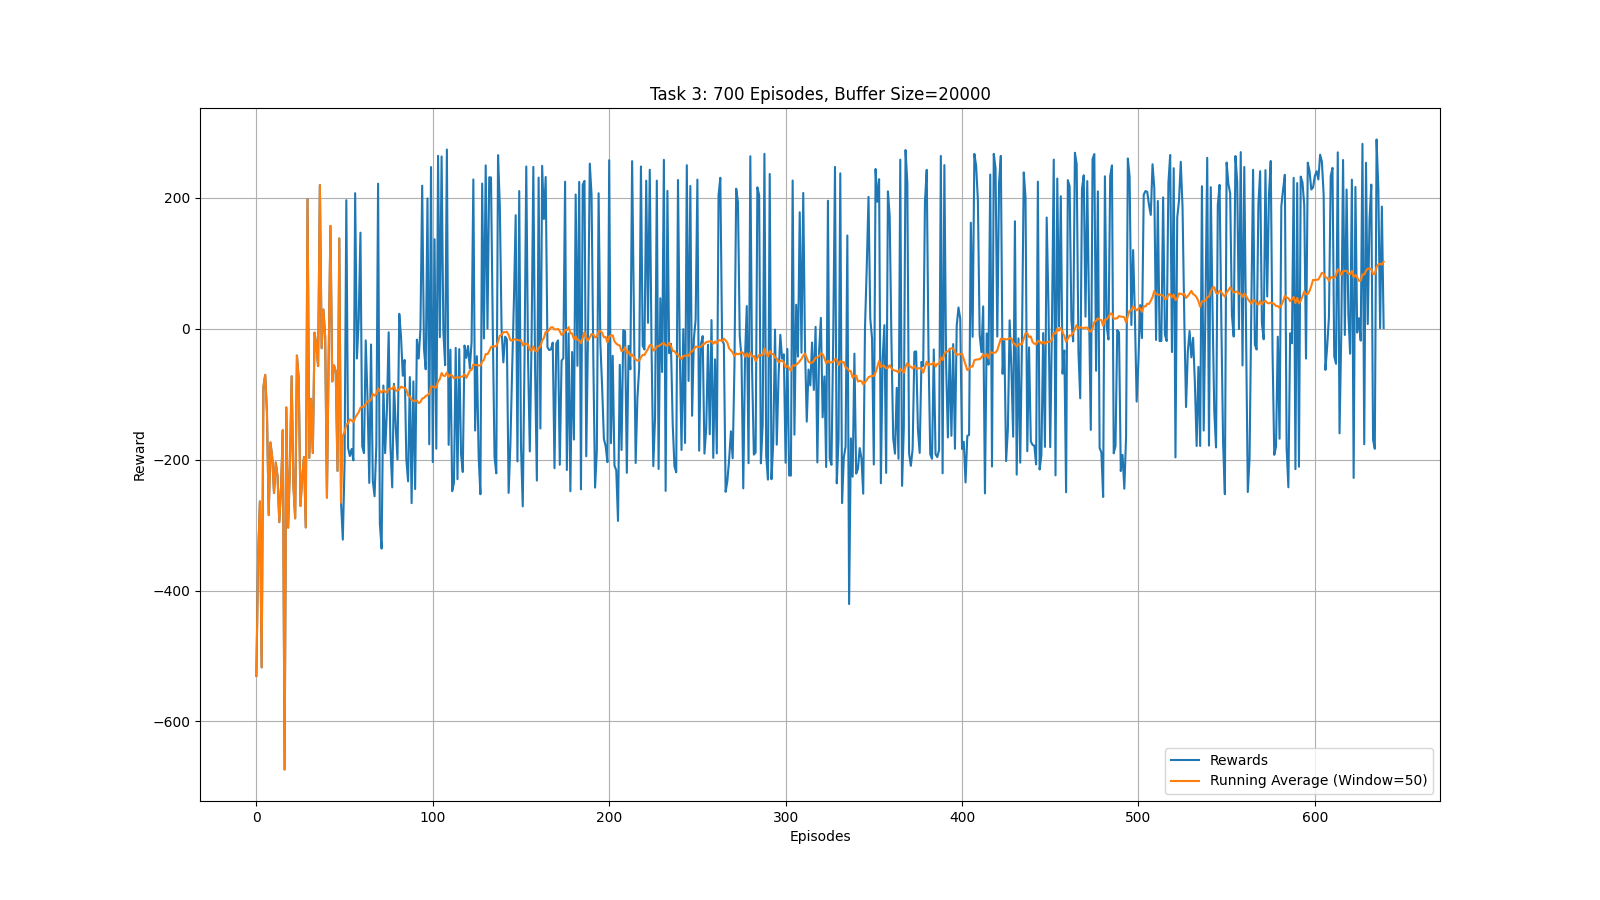 Task 3: 700 Episodes, Buffer Size=20000
200
0
−200
−400
−600
Reward
0 100 200 300 400 500 600
Episodes
Rewards
Running Average (Window=50)